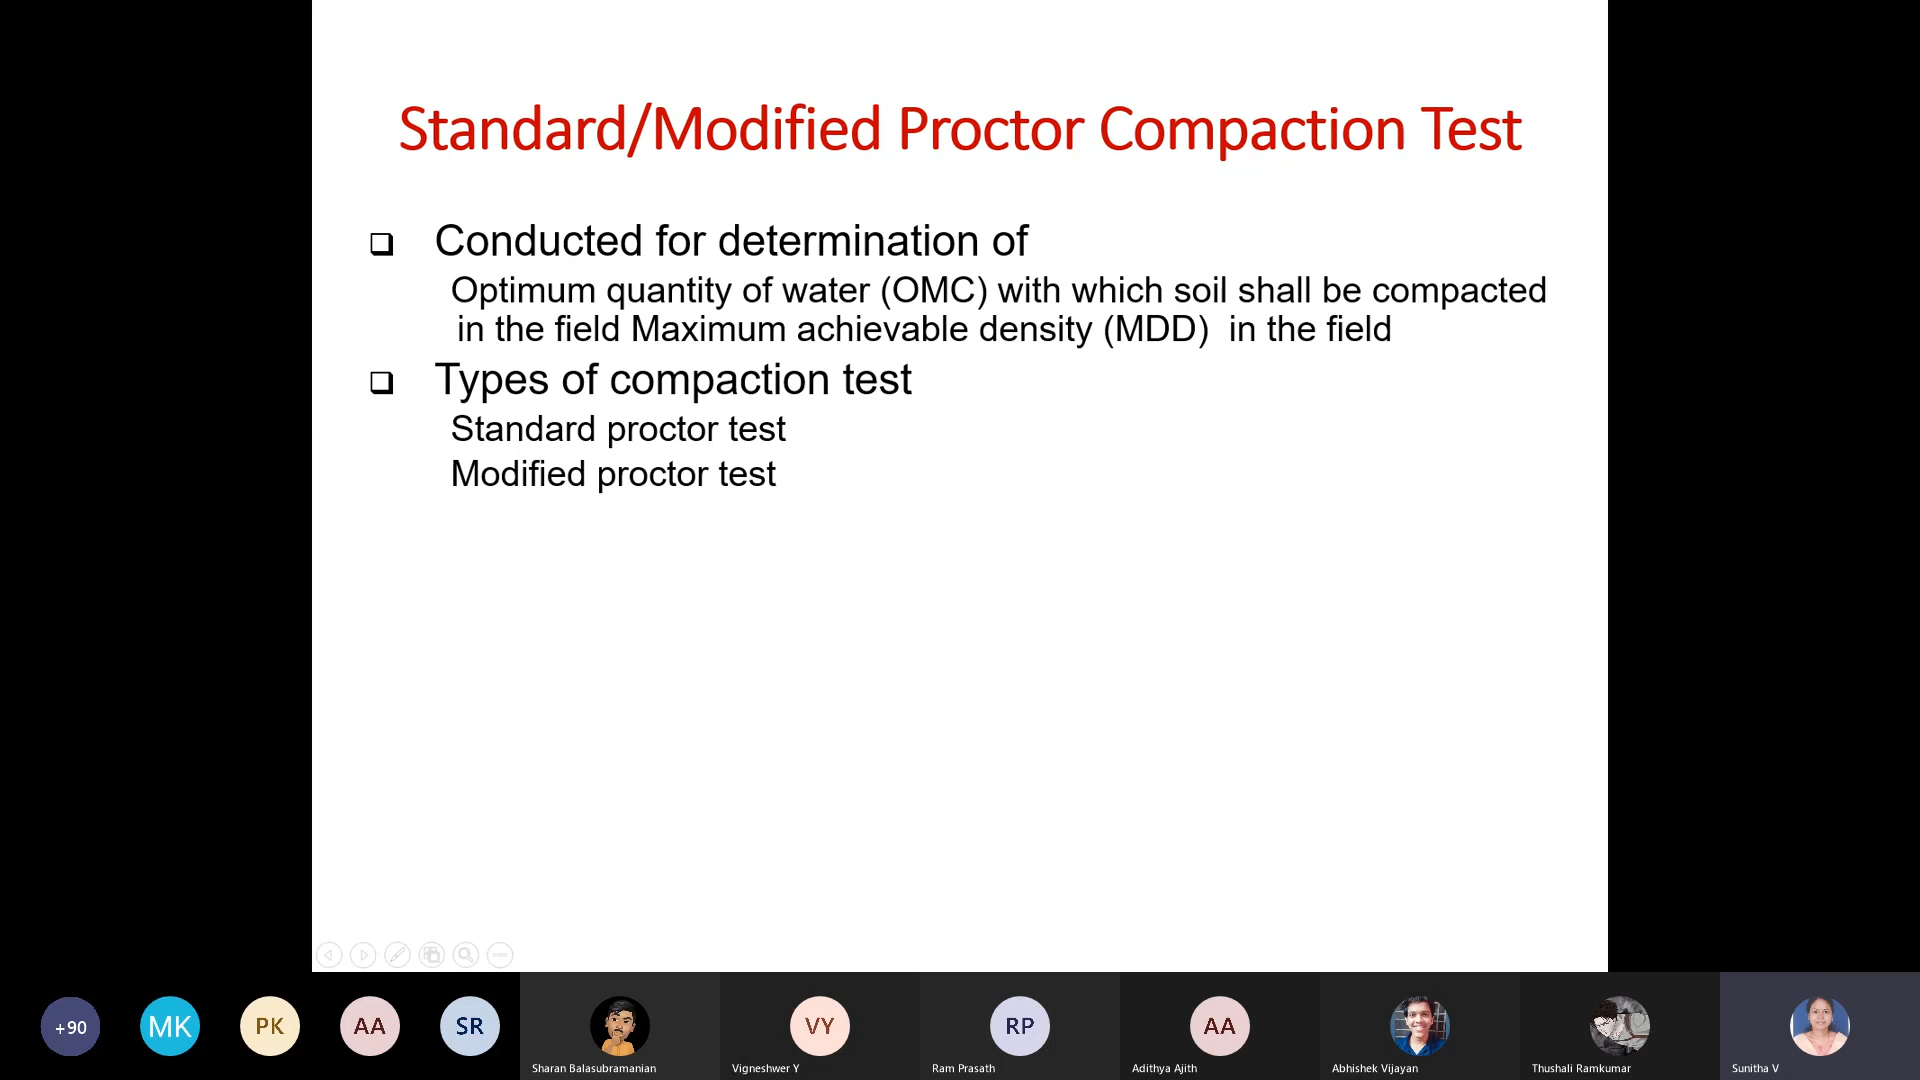 Standard/Modified Proctor Compaction Test
❑ Conducted for determination of
Optimum quantity of water (OMC) with which soil shall be compacted
in the field Maximum achievable density (MDD) in the field
❑ Types of compaction test
Standard proctor test
Modified proctor test
+90
MK
PK
AA
SR
VY
RP
AA
Sharan Balasubramanian
Vigneshwer Y
Ram Prasath
Adithya Ajith
Abhishek Vijayan
Thushali Ramkumar
Sunitha V